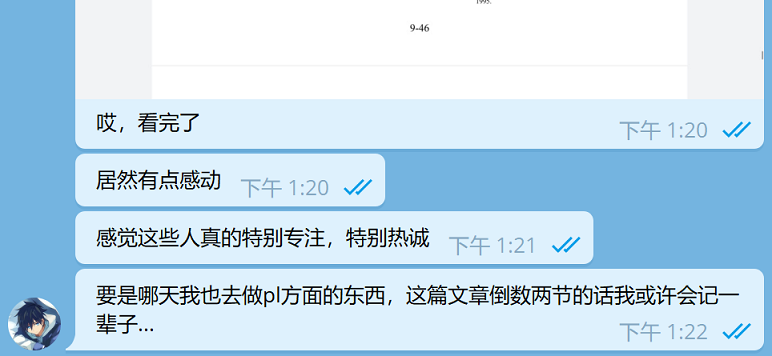 1995.
9-46
哎，看完了
下午 1:20
居然有点感动
下午 1:20
感觉这些人真的特别专注，特别热诚
下午 1:21
要是哪天我也去做pl方面的东西，这篇文章倒数两节的话我或许会记一
辈子...
下午 1:22